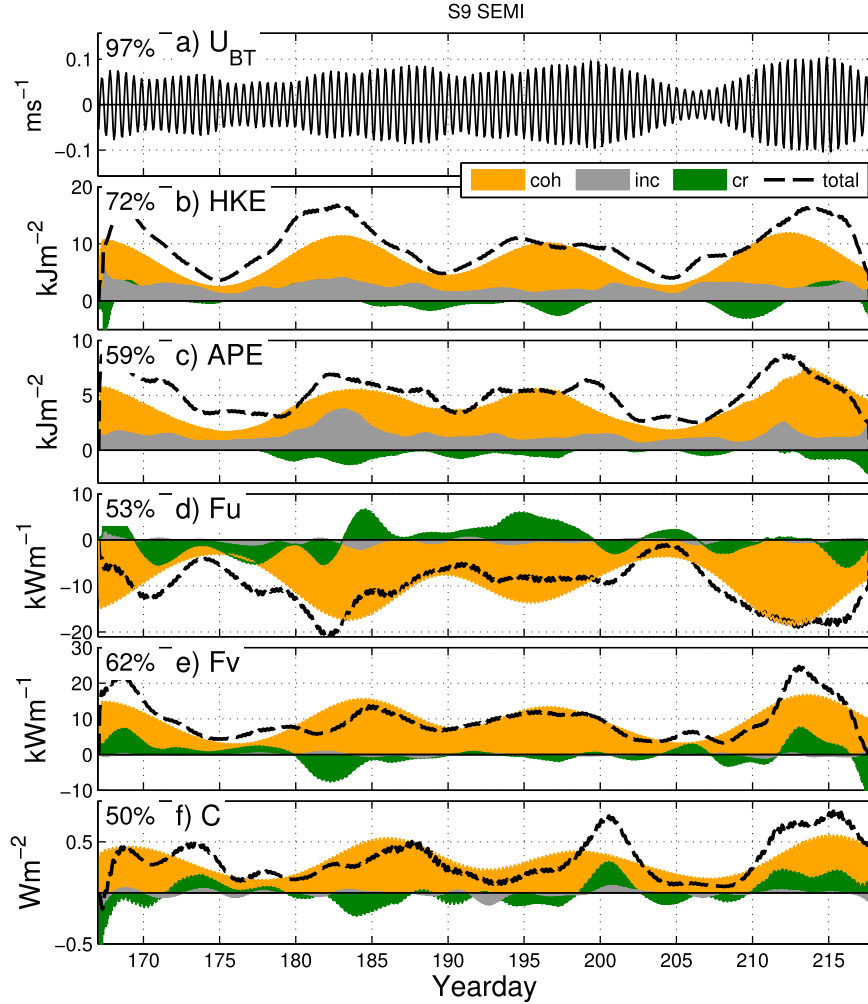 S9 SEMI
97% a) U_BT
0.1
0
−0.1
ms⁻¹
coh inc cr total
72% b) HKE
20
10
0
kJm⁻²
59% c) APE
10
5
0
kJm⁻²
53% d) Fu
10
0
−10
−20
kWm⁻¹
62% e) Fv
30
20
10
0
−10
kWm⁻¹
50% f) C
0.5
−0.5
Wm⁻²
170 175 180 185 190 195 200 205 210 215
Yearday